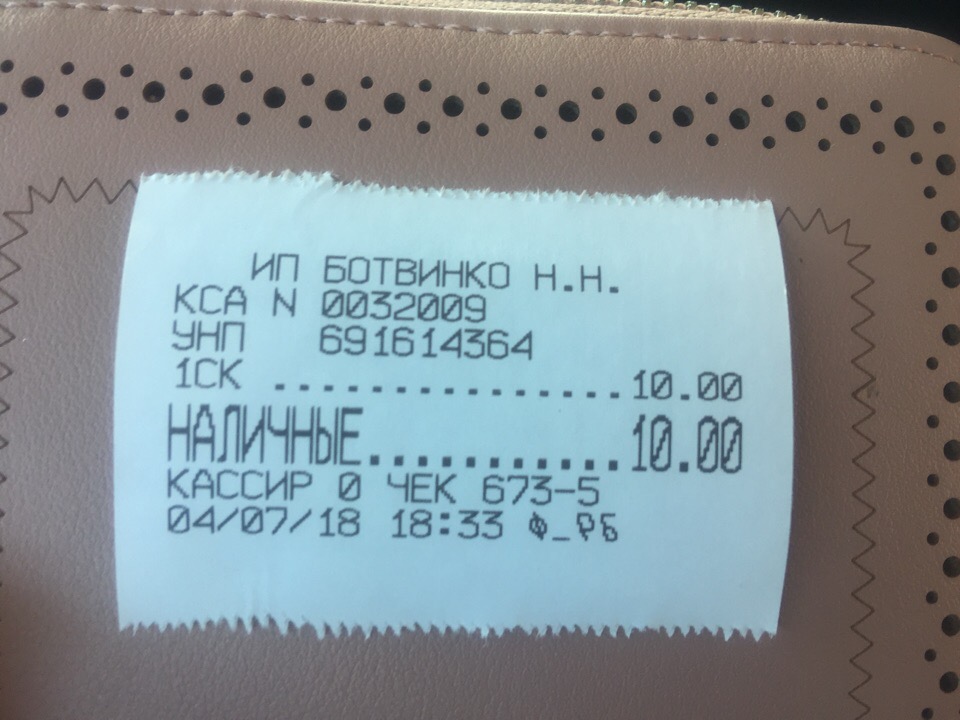 ИП БОТВИНКО Н.Н.
КСА N 0032009
УНП 691614364
1СК ................10.00
НАЛИЧНЫЕ...........10.00
КАССИР 0 ЧЕК 673-5
04/07/18 18:33 Ф_РБ